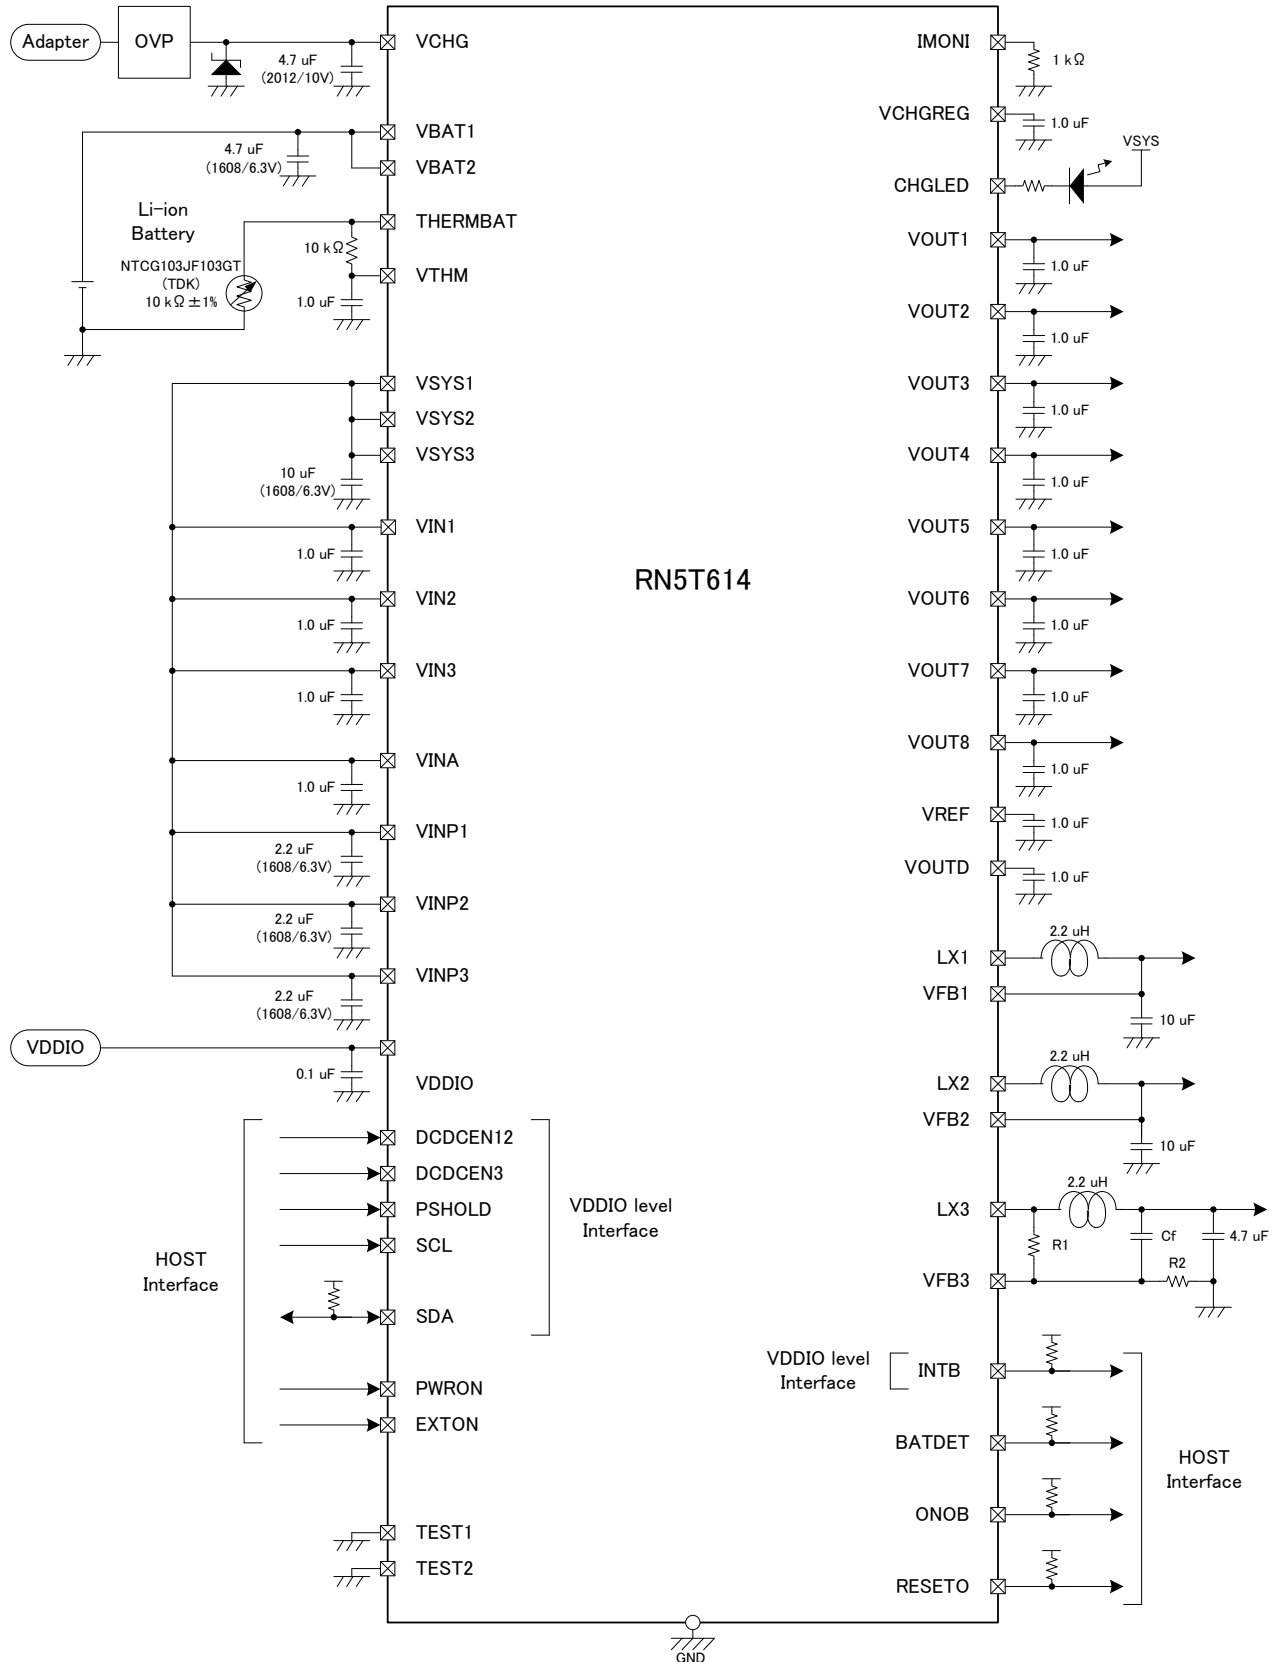 Adapter
OVP
4.7 uF
(2012/10V)
VCHG
4.7 uF
(1608/6.3V)
VBAT1
VBAT2
Li-ion
Battery
NTCG103JF103GT
(TDK)
10 kΩ ±1%
10 kΩ
1.0 uF
THERMBAT
VTHM
VSYS1
VSYS2
VSYS3
10 uF
(1608/6.3V)
VIN1
1.0 uF
VIN2
1.0 uF
VIN3
1.0 uF
VINA
1.0 uF
VINP1
2.2 uF
(1608/6.3V)
VINP2
2.2 uF
(1608/6.3V)
VINP3
2.2 uF
(1608/6.3V)
VDDIO
0.1 uF
VDDIO
DCDCEN12
DCDCEN3
PSHOLD
SCL
SDA
VDDIO level
Interface
HOST
Interface
PWRON
EXTON
TEST1
TEST2
RN5T614
GND
IMONI
1 kΩ
VCHGREG
1.0 uF
VSYS
CHGLED
VOUT1
1.0 uF
VOUT2
1.0 uF
VOUT3
1.0 uF
VOUT4
1.0 uF
VOUT5
1.0 uF
VOUT6
1.0 uF
VOUT7
1.0 uF
VOUT8
1.0 uF
VREF
1.0 uF
VOUTD
1.0 uF
2.2 uH
LX1
VFB1
10 uF
2.2 uH
LX2
VFB2
10 uF
2.2 uH
LX3
R1
Cf
4.7 uF
R2
VFB3
VDDIO level
Interface
INTB
BATDET
ONOB
RESETO
HOST
Interface